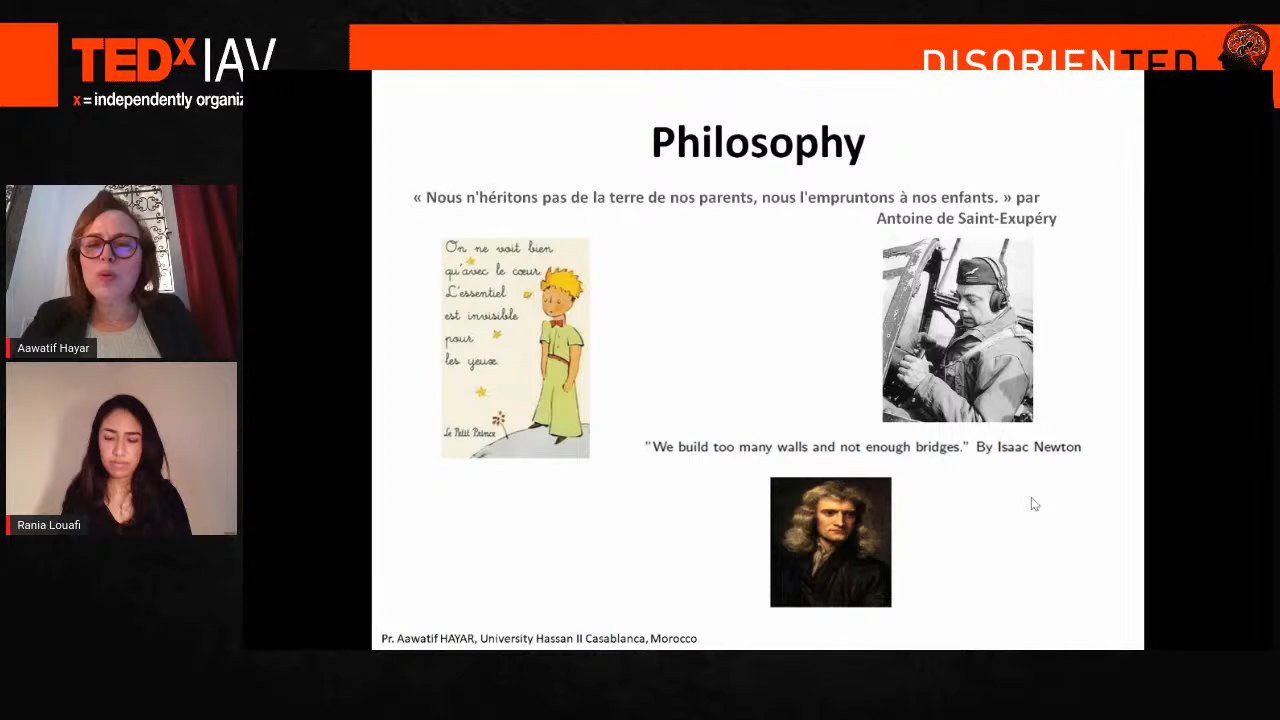 TEDx|AV
x = independently organiz
DISORIENTED
Philosophy
« Nous n'héritons pas de la terre de nos parents, nous l'empruntons à nos enfants. » par
Antoine de Saint-Exupéry
On ne voit bien
qu'avec le cœur.
L'essentiel
est invisible
pour
les yeux.
Le Petit Prince
"We build too many walls and not enough bridges." By Isaac Newton
Aawatif Hayar
Rania Louafi
Pr. Aawatif HAYAR, University Hassan II Casablanca, Morocco